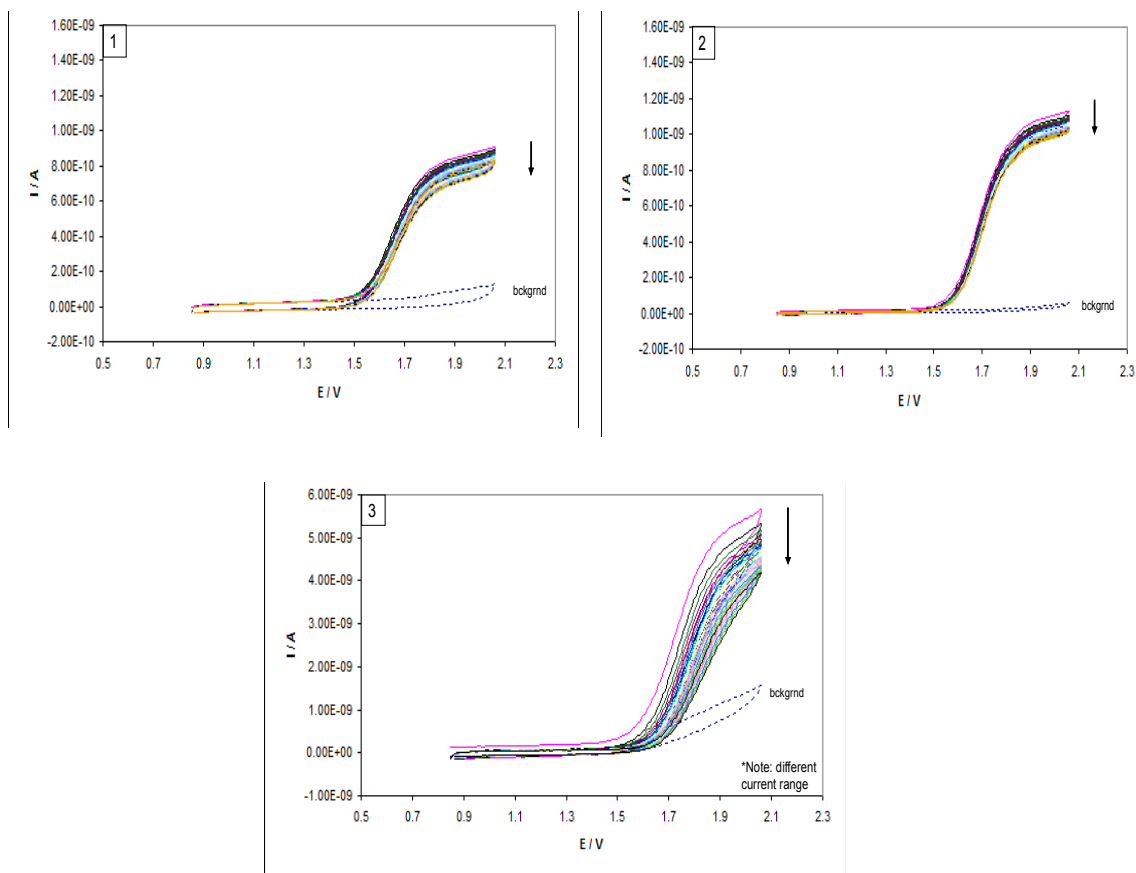 1
1.60E-09
1.40E-09
1.20E-09
1.00E-09
8.00E-10
6.00E-10
4.00E-10
2.00E-10
0.00E+00
-2.00E-10
I / A
bckgrnd
0.5 0.7 0.9 1.1 1.3 1.5 1.7 1.9 2.1 2.3
E / V
2
1.60E-09
1.40E-09
1.20E-09
1.00E-09
8.00E-10
6.00E-10
4.00E-10
2.00E-10
0.00E+00
-2.00E-10
I / A
bckgrnd
0.5 0.7 0.9 1.1 1.3 1.5 1.7 1.9 2.1 2.3
E / V
3
6.00E-09
5.00E-09
4.00E-09
3.00E-09
2.00E-09
1.00E-09
0.00E+00
-1.00E-09
I / A
bckgrnd
*Note: different
current range
0.5 0.7 0.9 1.1 1.3 1.5 1.7 1.9 2.1 2.3
E / V